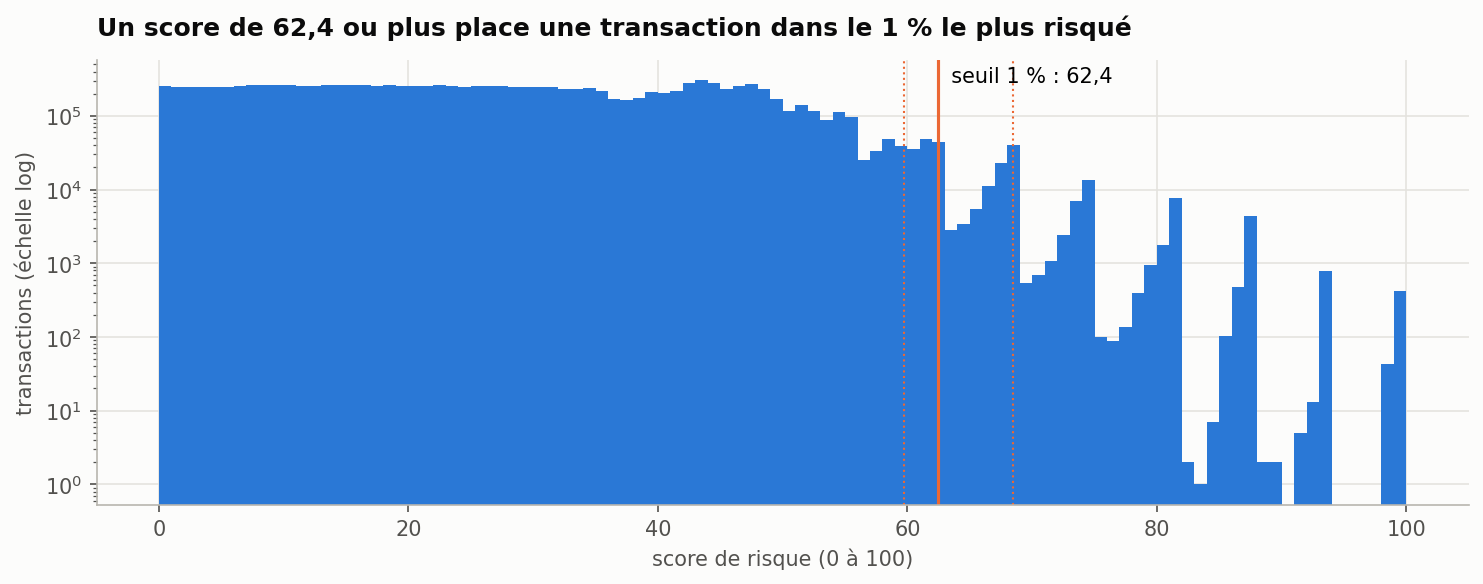 Un score de 62,4 ou plus place une transaction dans le 1 % le plus risqué
seuil 1 % : 62,4
transactions (échelle log)
10⁵
10⁴
10³
10²
10¹
10⁰
0 20 40 60 80 100
score de risque (0 à 100)